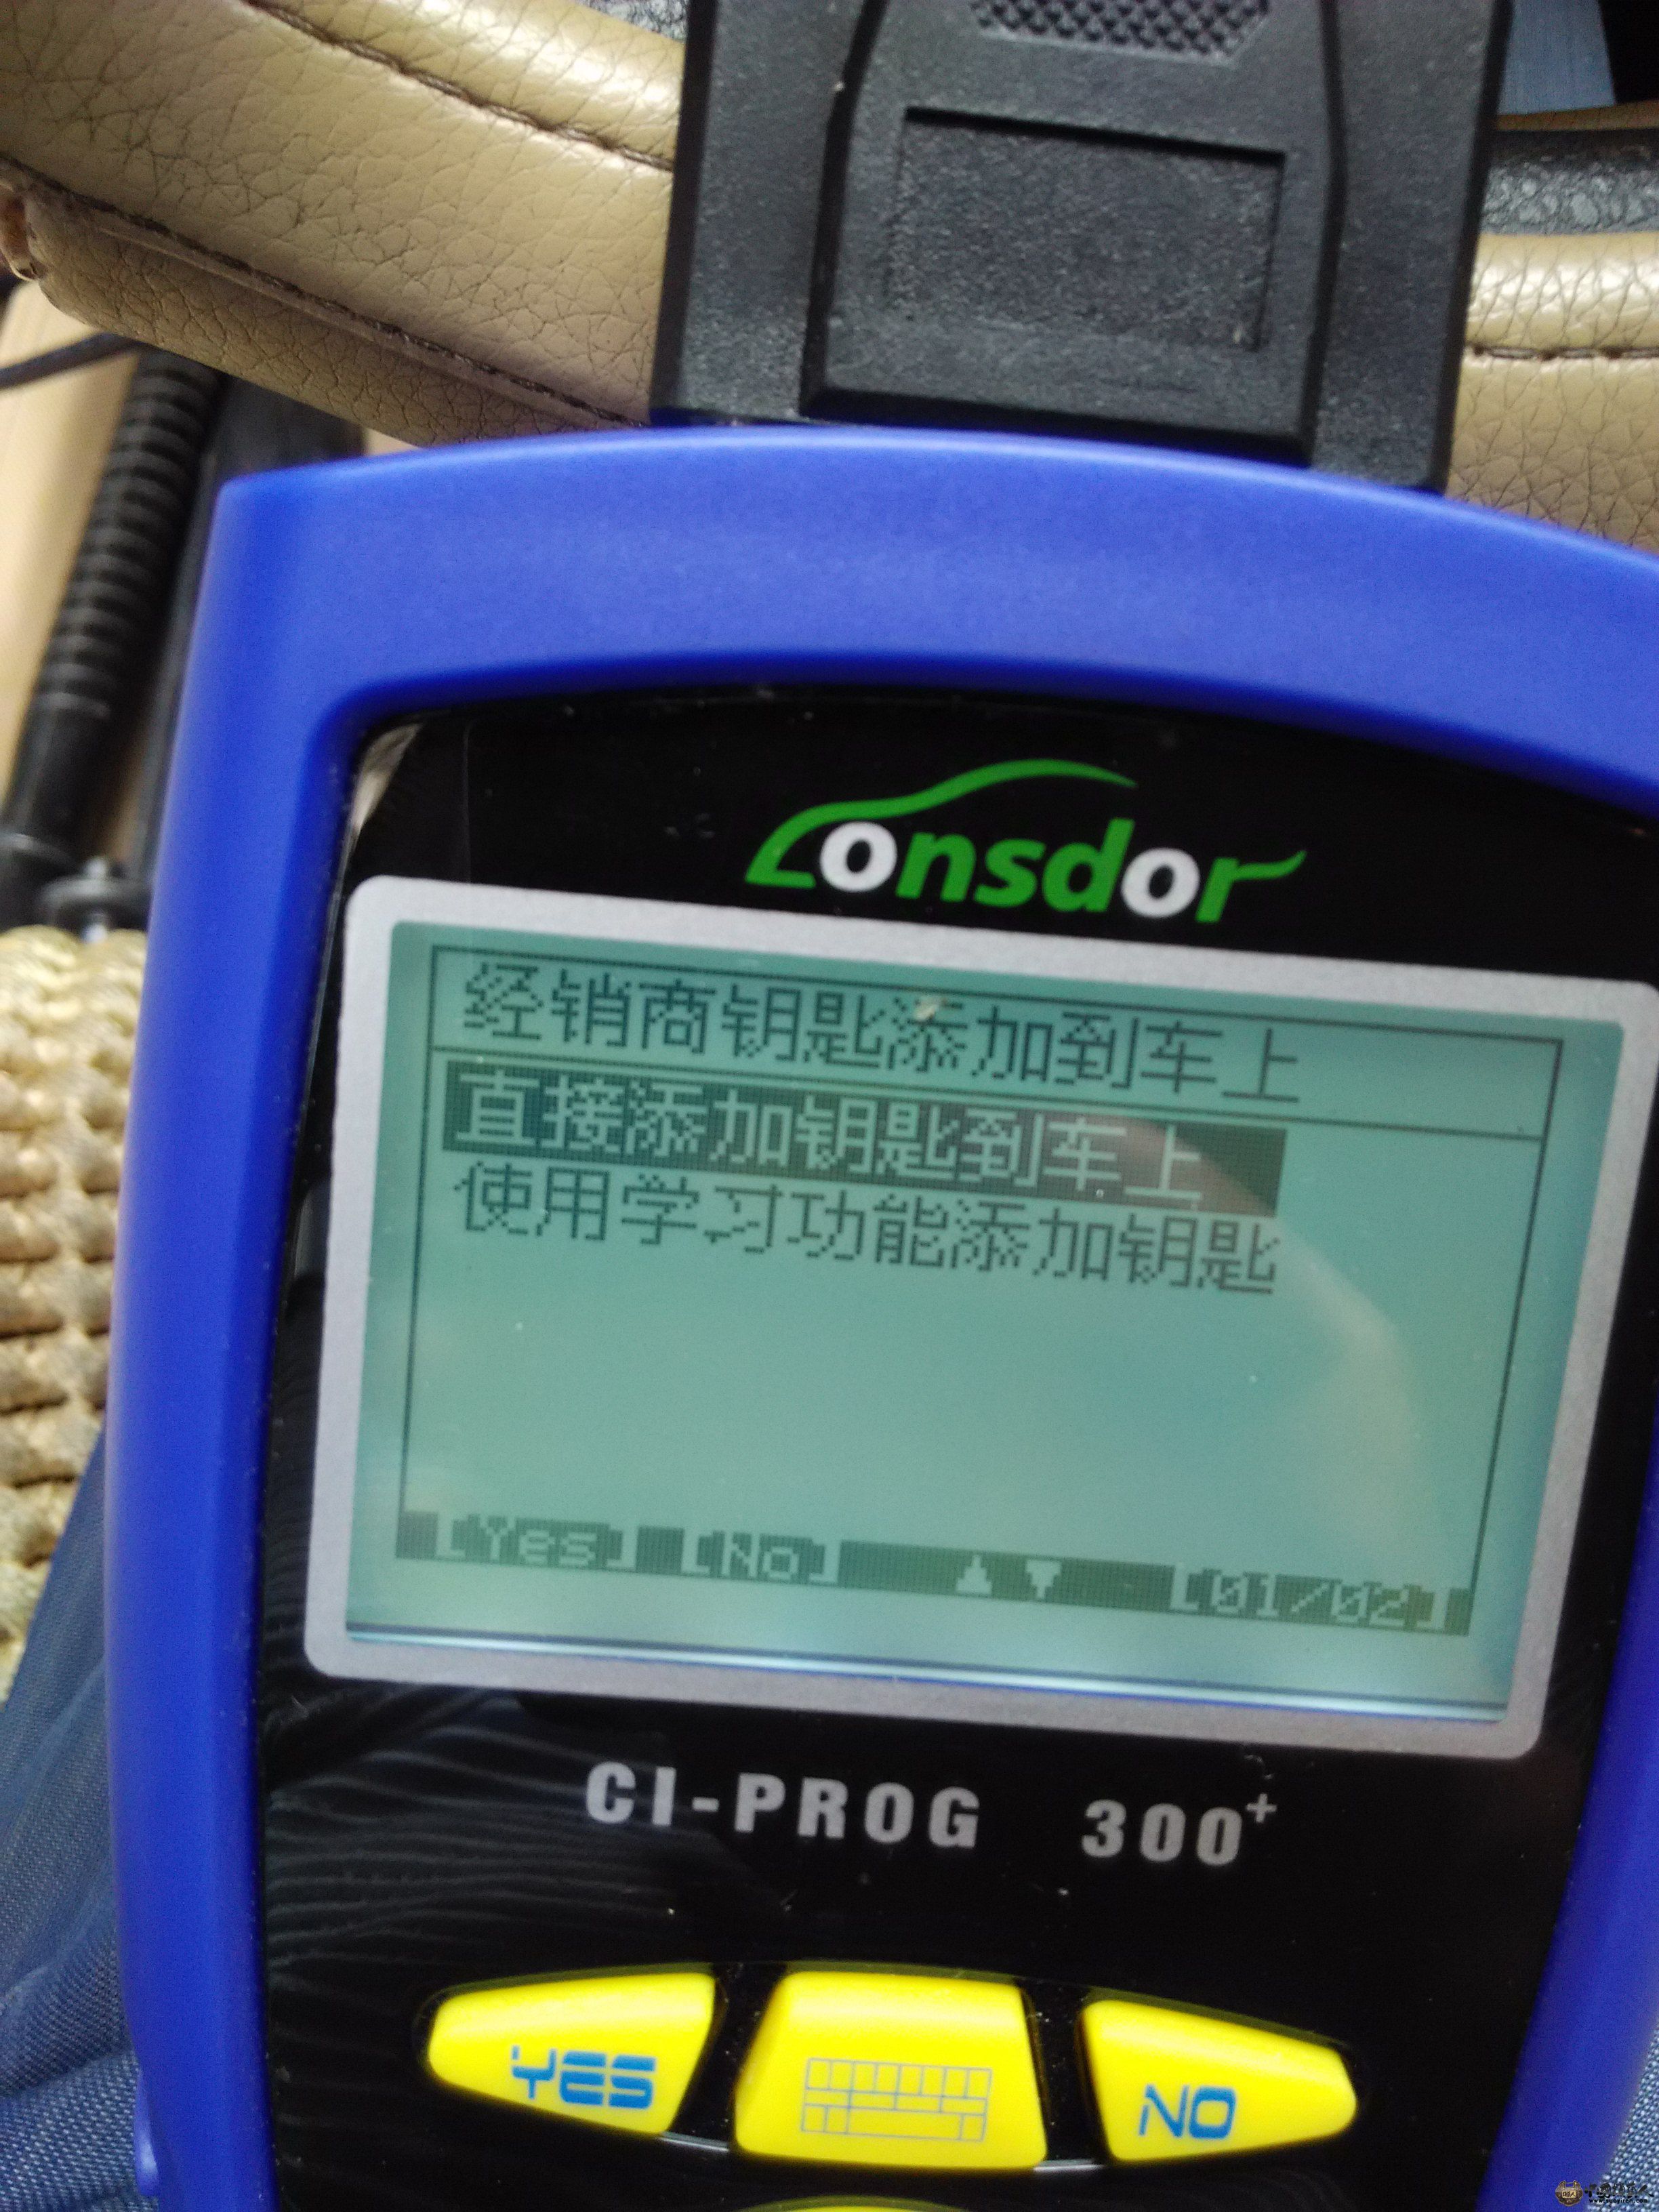 Lonsdor
经销商钥匙添加到车上
直接添加钥匙到车上
使用学习功能添加钥匙
[Yes] [No] ▲ ▼ [01/02]
CI-PROG 300+
YES NO